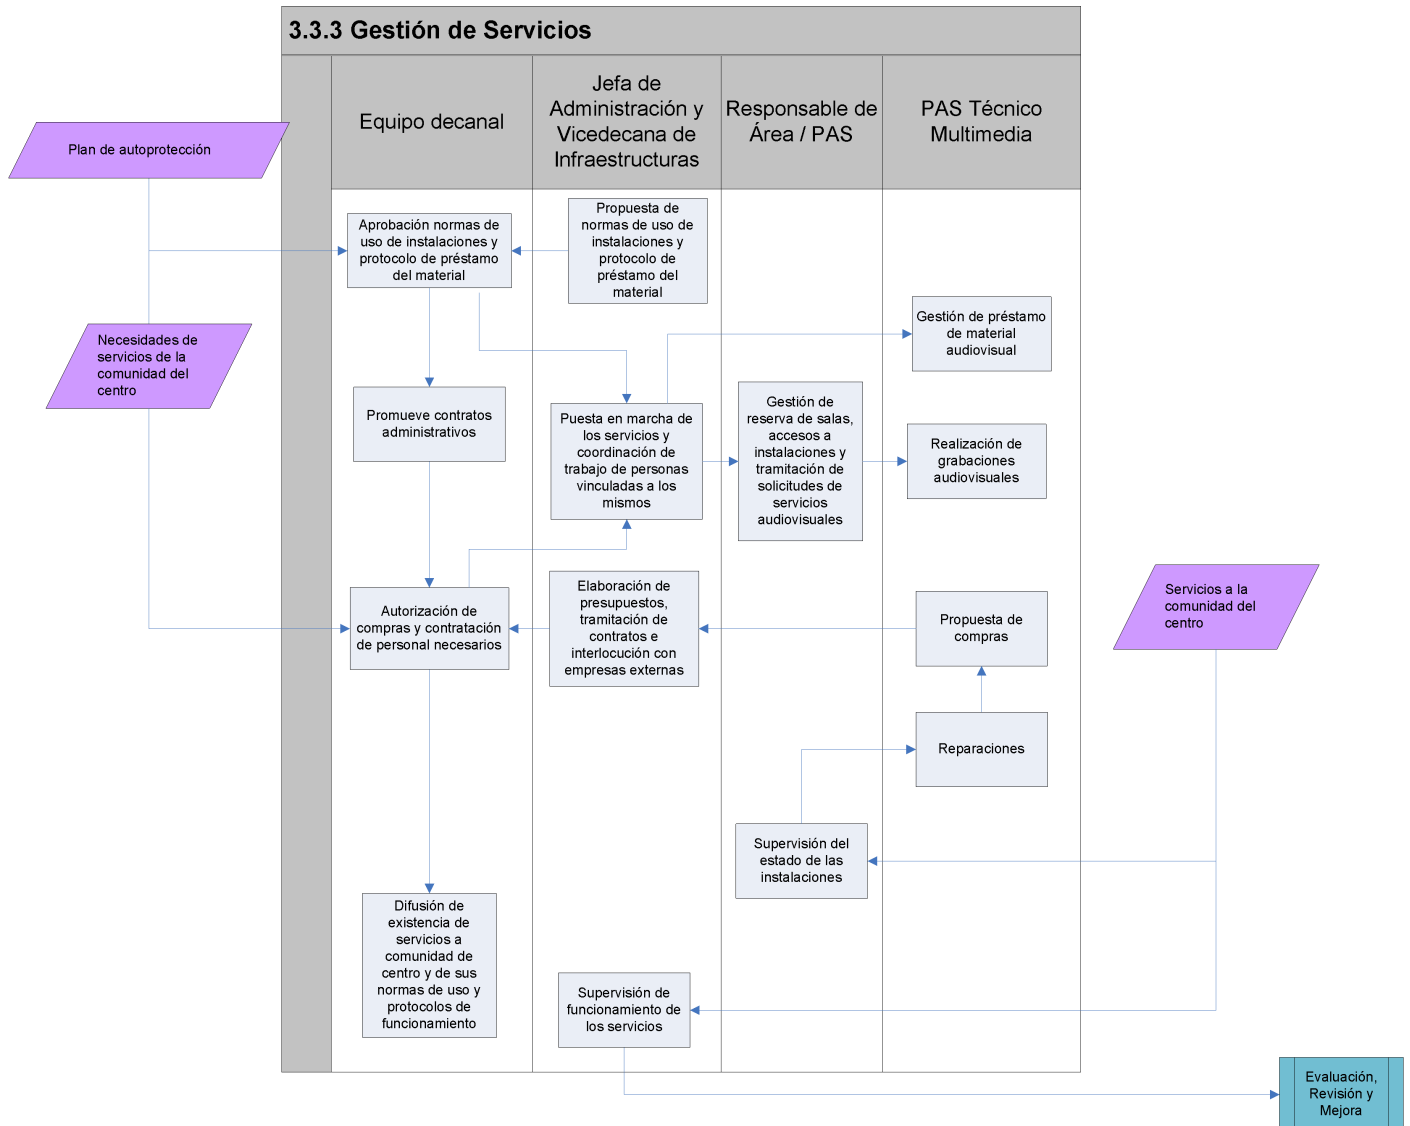 3.3.3 Gestión de Servicios
Equipo decanal
Jefa de
Administración y
Vicedecana de
Infraestructuras
Responsable de
Área / PAS
PAS Técnico
Multimedia
Plan de autoprotección
Aprobación normas de
uso de instalaciones y
protocolo de préstamo
del material
Propuesta de
normas de uso de
instalaciones y
protocolo de
préstamo del
material
Necesidades de
servicios de la
comunidad del
centro
Gestión de préstamo
de material
audiovisual
Promueve contratos
administrativos
Puesta en marcha de
los servicios y
coordinación de
trabajo de personas
vinculadas a los
mismos
Gestión de
reserva de salas,
accesos a
instalaciones y
tramitación de
solicitudes de
servicios
audiovisuales
Realización de
grabaciones
audiovisuales
Autorización de
compras y contratación
de personal necesarios
Elaboración de
presupuestos,
tramitación de
contratos e
interlocución con
empresas externas
Propuesta de
compras
Servicios a la
comunidad del
centro
Reparaciones
Supervisión del
estado de las
instalaciones
Difusión de
existencia de
servicios a
comunidad de
centro y de sus
normas de uso y
protocolos de
funcionamiento
Supervisión de
funcionamiento de
los servicios
Evaluación,
Revisión y
Mejora